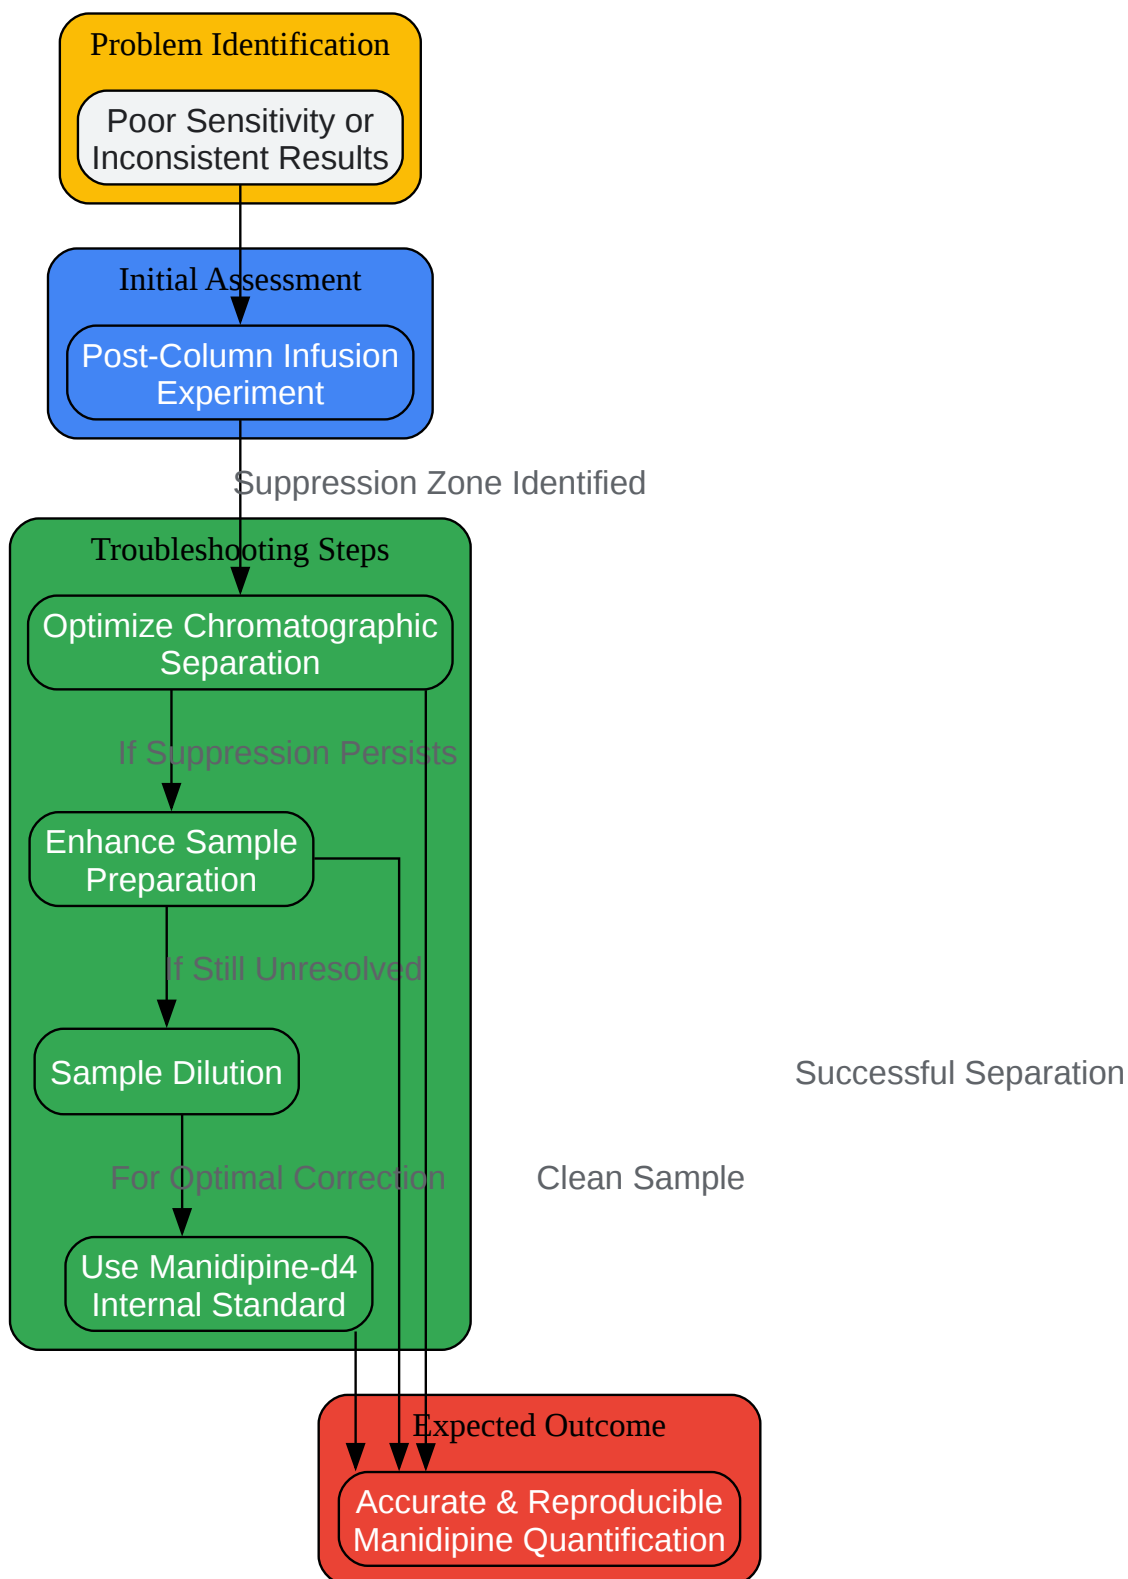 Problem Identification
Poor Sensitivity or
Inconsistent Results
Initial Assessment
Post-Column Infusion
Experiment
Suppression Zone Identified
Troubleshooting Steps
Optimize Chromatographic
Separation
If Suppression Persists
Enhance Sample
Preparation
If Still Unresolved
Sample Dilution
Successful Separation
For Optimal Correction
Clean Sample
Use Manidipine-d4
Internal Standard
Expected Outcome
Accurate & Reproducible
Manidipine Quantification